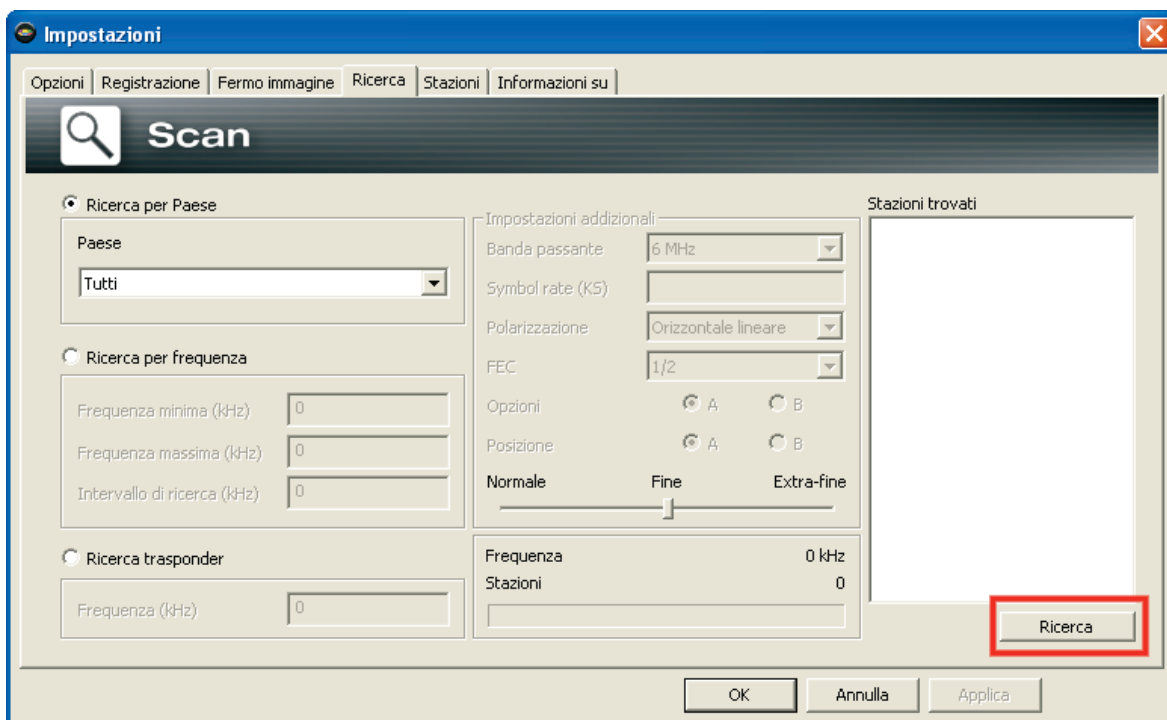 Impostazioni
Opzioni Registrazione Fermo immagine Ricerca Stazioni Informazioni su
Scan
Ricerca per Paese
Paese
Tutti
Ricerca per frequenza
Frequenza minima (kHz) 0
Frequenza massima (kHz) 0
Intervallo di ricerca (kHz) 0
Ricerca trasponder
Frequenza (kHz) 0
Impostazioni addizionali
Banda passante 6 MHz
Symbol rate (KS)
Polarizzazione Orizzontale lineare
FEC 1/2
Opzioni A B
Posizione A B
Normale Fine Extra-fine
Frequenza 0 kHz
Stazioni 0
Stazioni trovati
Ricerca
OK Annulla Applica